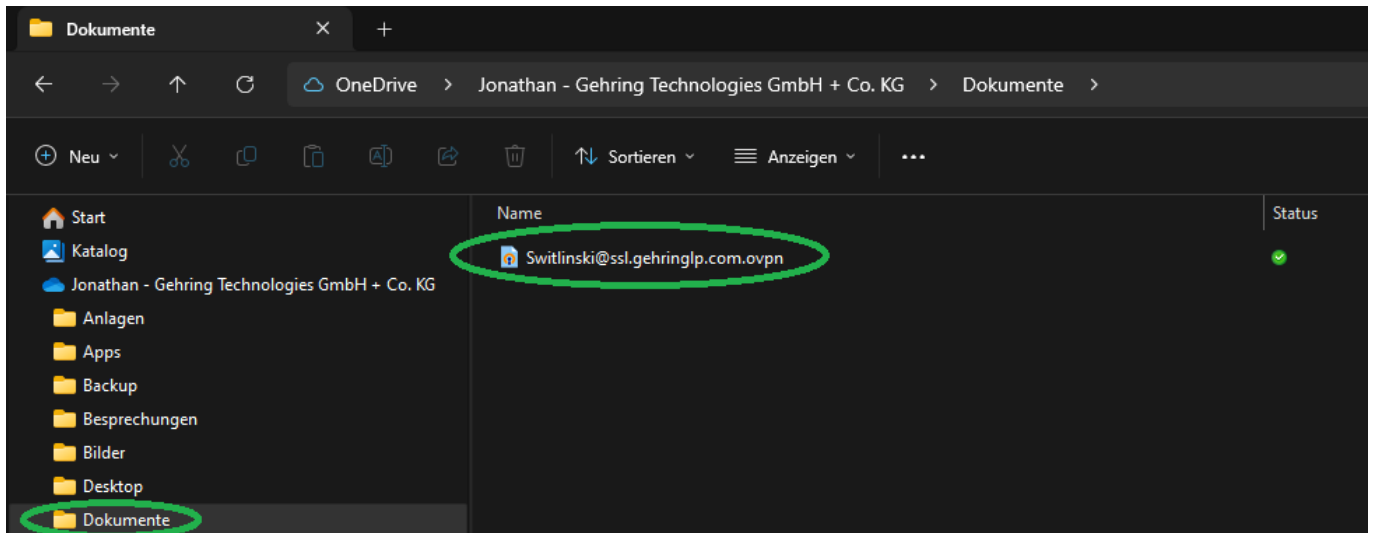 Dokumente
OneDrive > Jonathan - Gehring Technologies GmbH + Co. KG > Dokumente >
Neu Sortieren Anzeigen
Name Status
Switlinski@ssl.gehringlp.com.ovpn
Start
Katalog
Jonathan - Gehring Technologies GmbH + Co. KG
Anlagen
Apps
Backup
Besprechungen
Bilder
Desktop
Dokumente